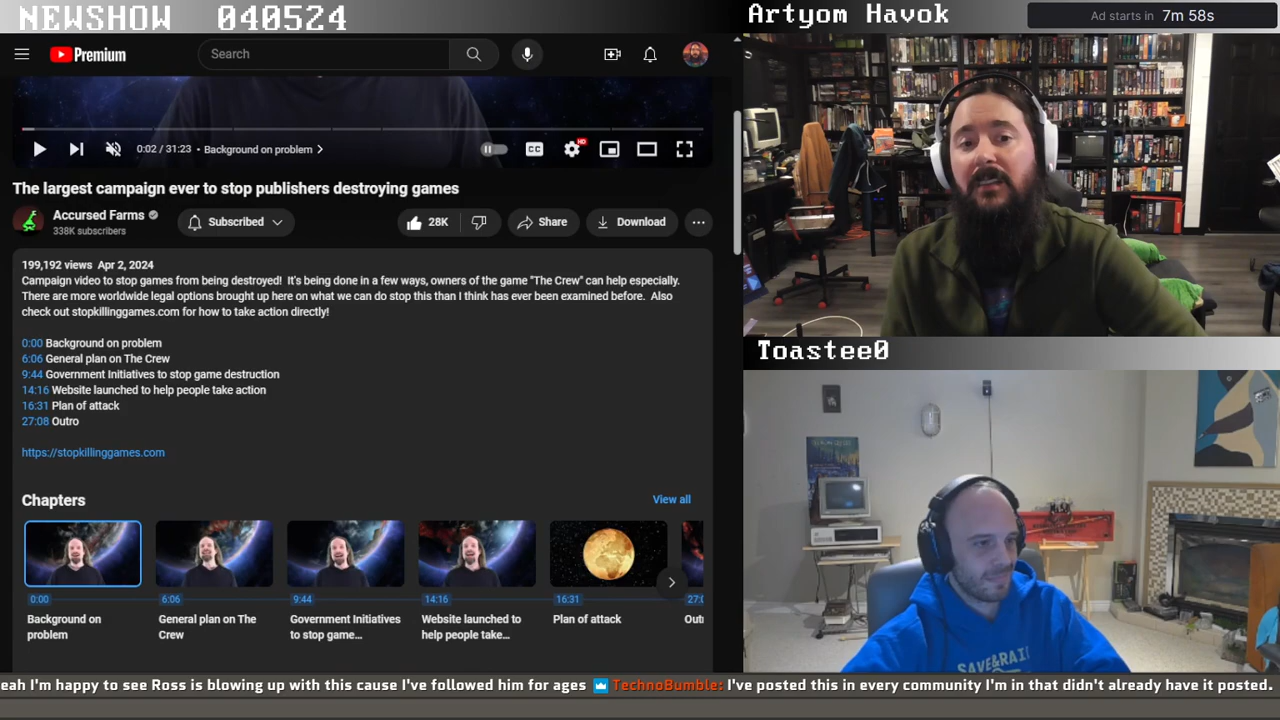 NEWSHOW 040524
Artyom Havok
Ad starts in 7m 58s
Premium
Search
0:02 / 31:23 • Background on problem
CC
HD
The largest campaign ever to stop publishers destroying games
Accursed Farms
338K subscribers
Subscribed
28K
Share
Download
199,192 views Apr 2, 2024
Campaign video to stop games from being destroyed! It's being done in a few ways, owners of the game "The Crew" can help especially.
There are more worldwide legal options brought up here on what we can do stop this than I think has ever been examined before. Also
check out stopkillinggames.com for how to take action directly!
0:00 Background on problem
6:06 General plan on The Crew
9:44 Government Initiatives to stop game destruction
14:16 Website launched to help people take action
16:31 Plan of attack
27:08 Outro
https://stopkillinggames.com
Chapters
View all
0:00
6:06
9:44
14:16
16:31
27:0
Background on
problem
General plan on The
Crew
Government Initiatives
to stop game…
Website launched to
help people take…
Plan of attack
Outr
Toastee0
SAVE&RAI
eah I'm happy to see Ross is blowing up with this cause I've followed him for ages TechnoBumble: I've posted this in every community I'm in that didn't already have it posted.